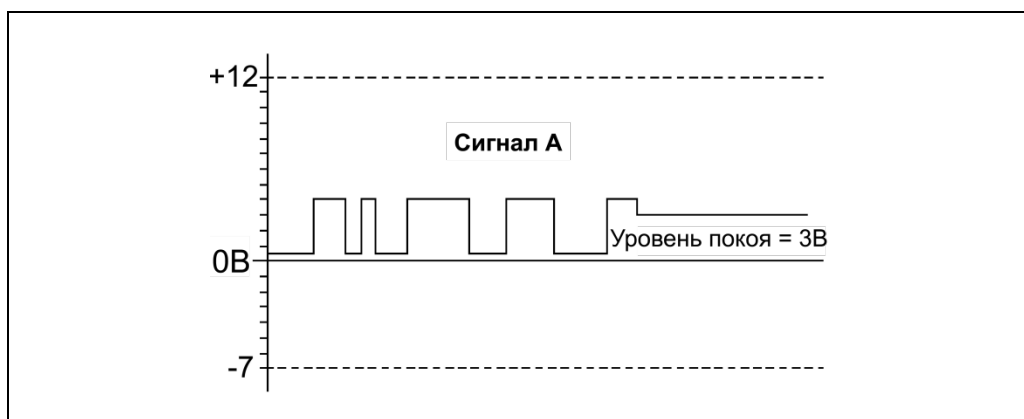 +12
Сигнал А
Уровень покоя = 3В
0В
-7